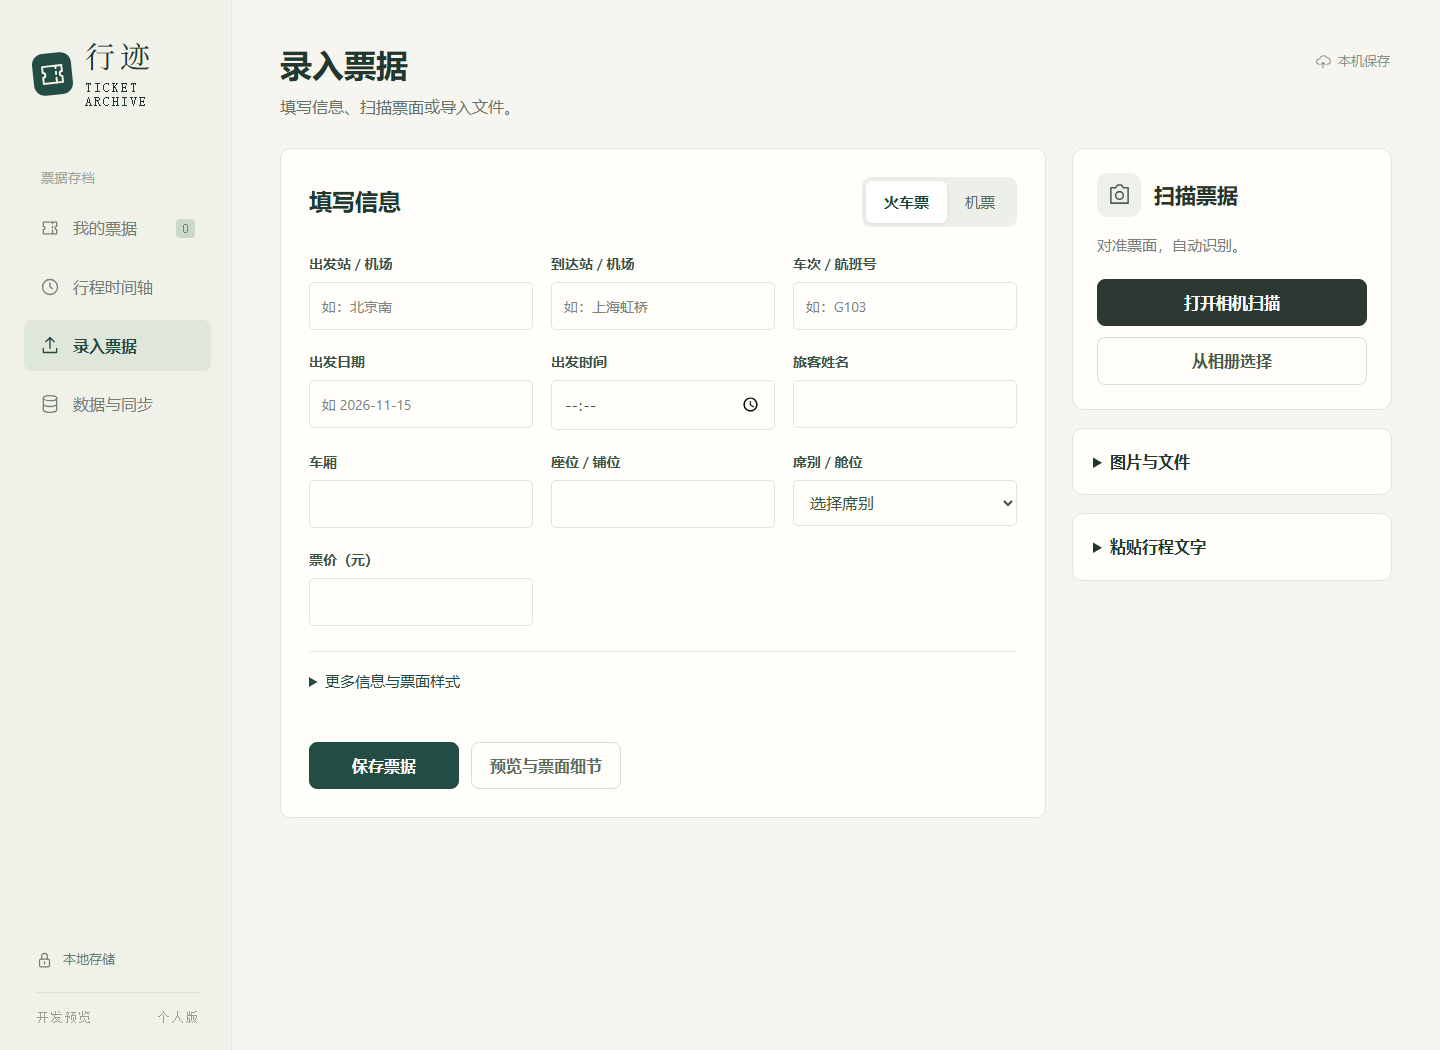 行迹
TICKET
ARCHIVE
票据存档
我的票据 0
行程时间轴
录入票据
数据与同步
本地存储
开发预览 个人版
录入票据
填写信息、扫描票面或导入文件。
本机保存
填写信息
火车票 机票
出发站 / 机场 到达站 / 机场 车次 / 航班号
如：北京南 如：上海虹桥 如：G103
出发日期 出发时间 旅客姓名
如 2026-11-15 --:--
车厢 座位 / 铺位 席别 / 舱位
选择席别
票价（元）
更多信息与票面样式
保存票据 预览与票面细节
扫描票据
对准票面，自动识别。
打开相机扫描
从相册选择
图片与文件
粘贴行程文字